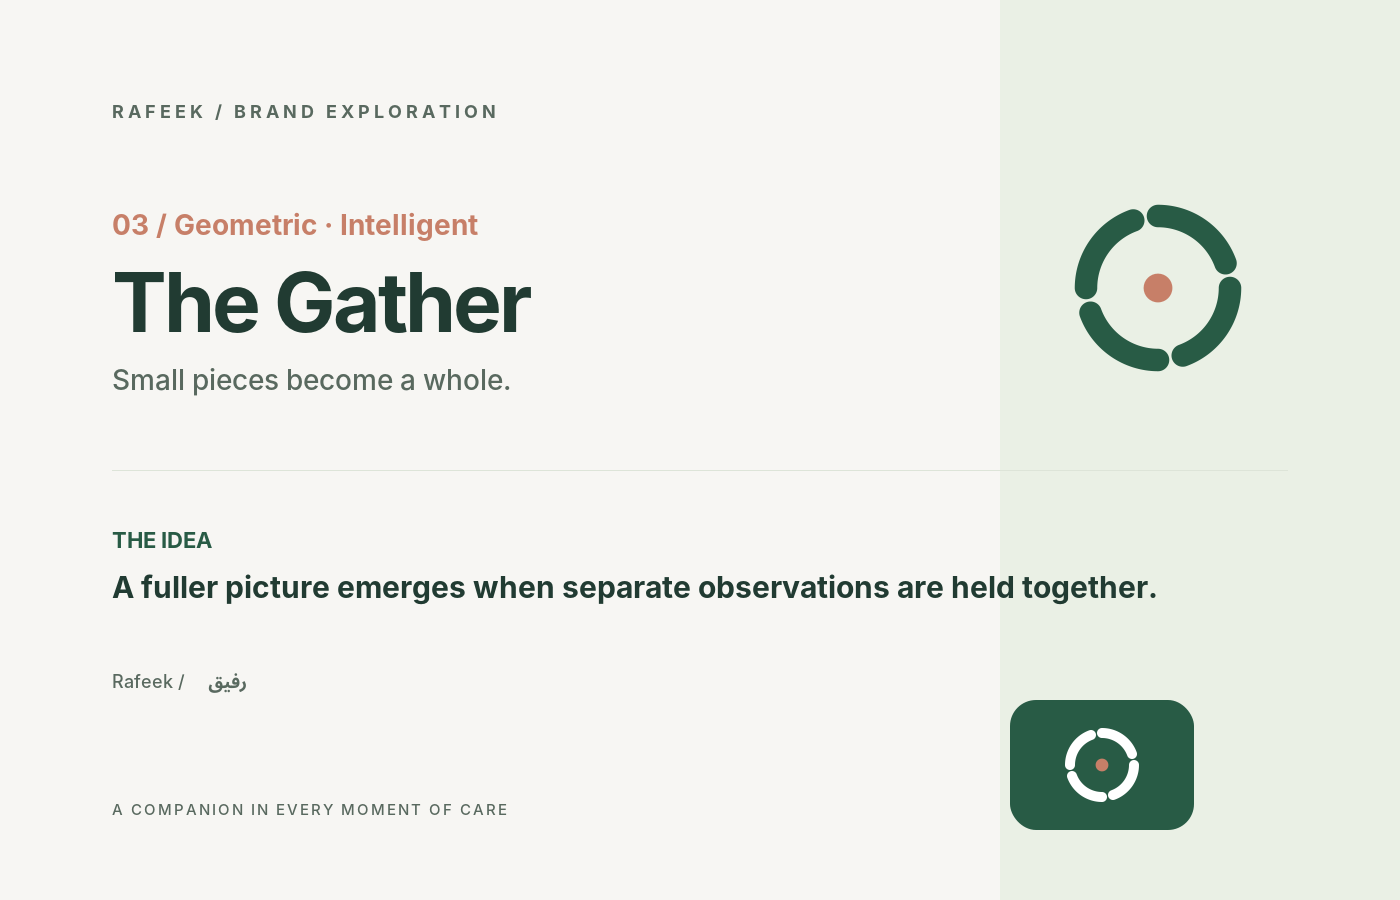 RAFEEK / BRAND EXPLORATION
03 / Geometric · Intelligent
The Gather
Small pieces become a whole.
THE IDEA
A fuller picture emerges when separate observations are held together.
Rafeek / رفيق
A COMPANION IN EVERY MOMENT OF CARE